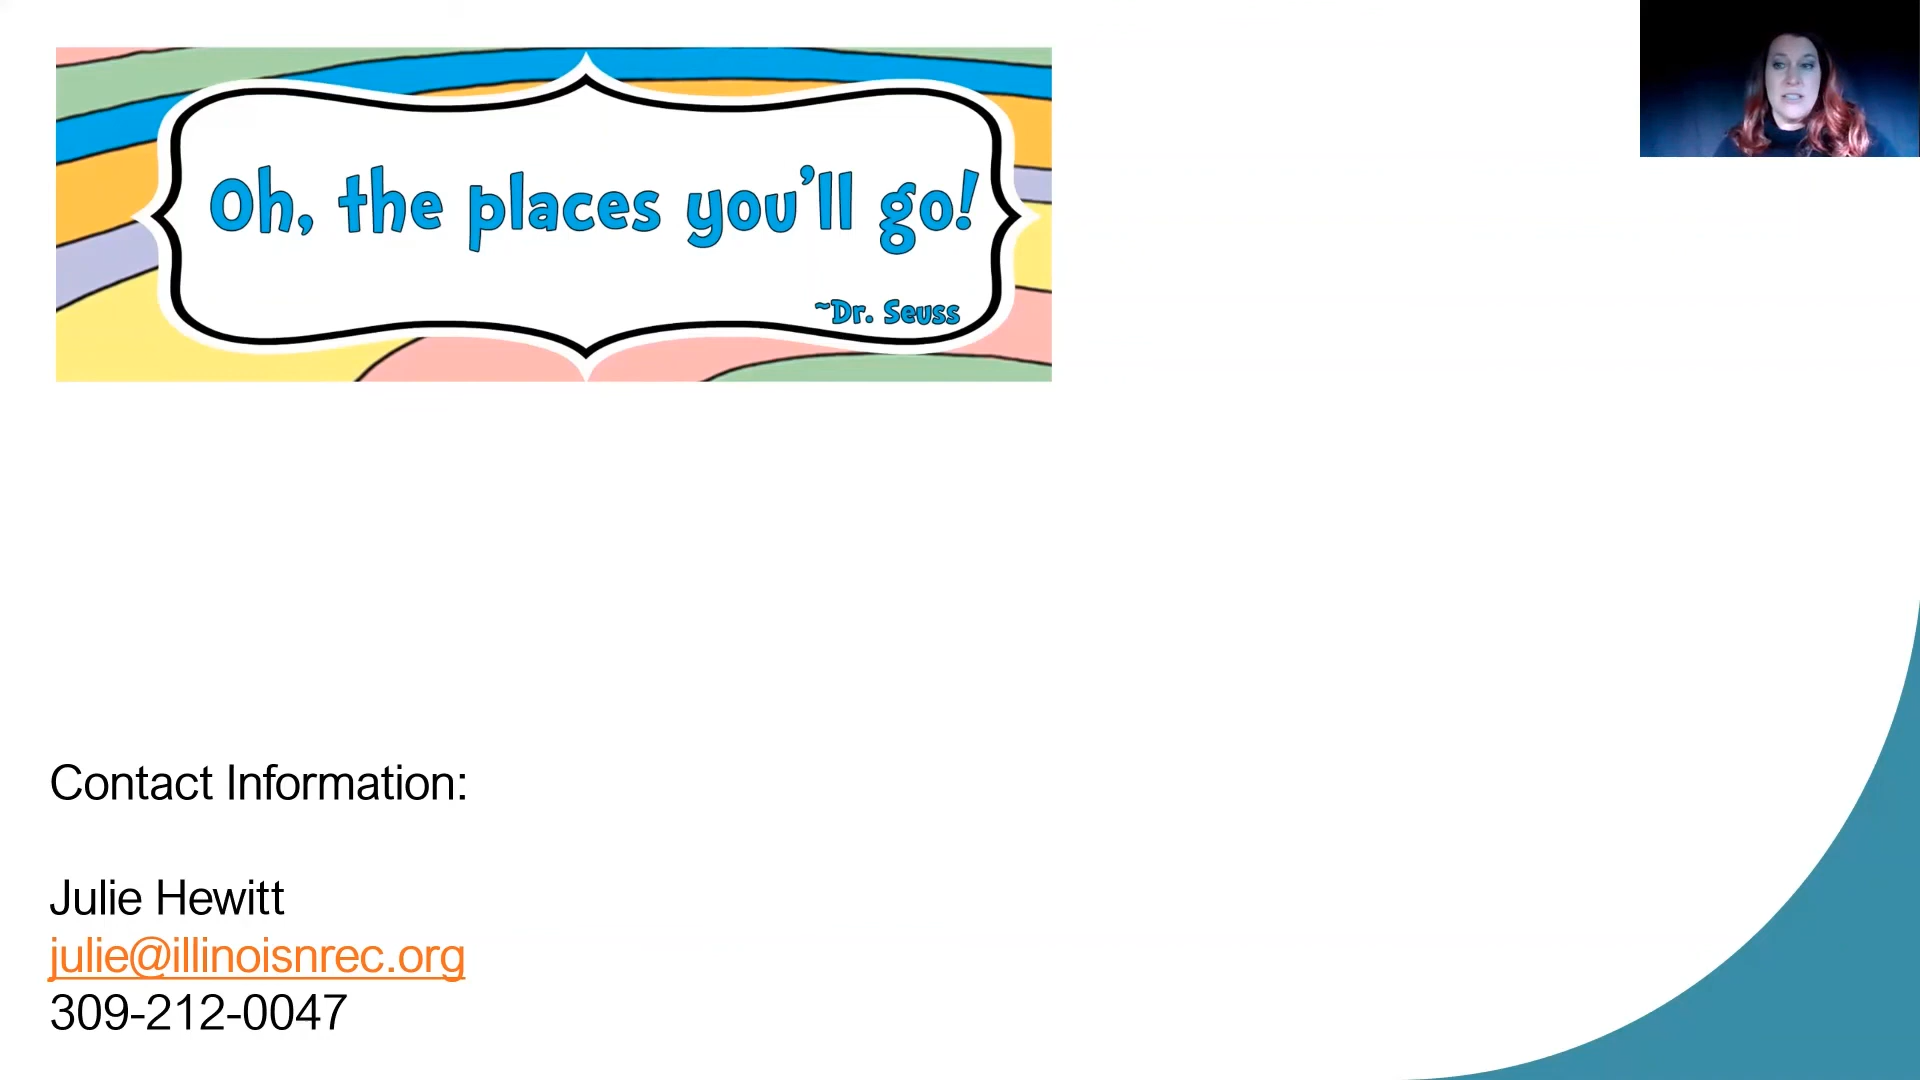 Oh, the places you'll go!
~Dr. Seuss
Contact Information:
Julie Hewitt
julie@illinoisnrec.org
309-212-0047